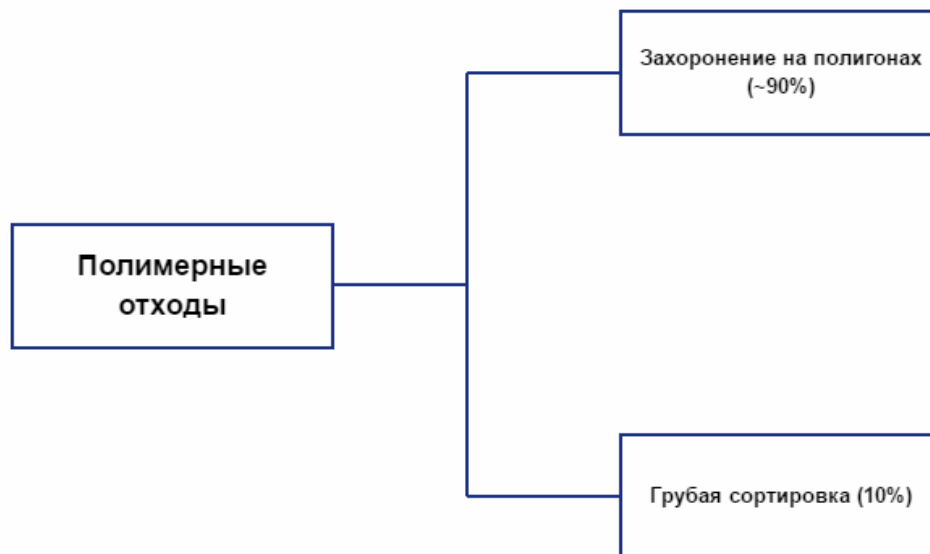 Захоронение на полигонах
(~90%)
Полимерные
отходы
Грубая сортировка (10%)